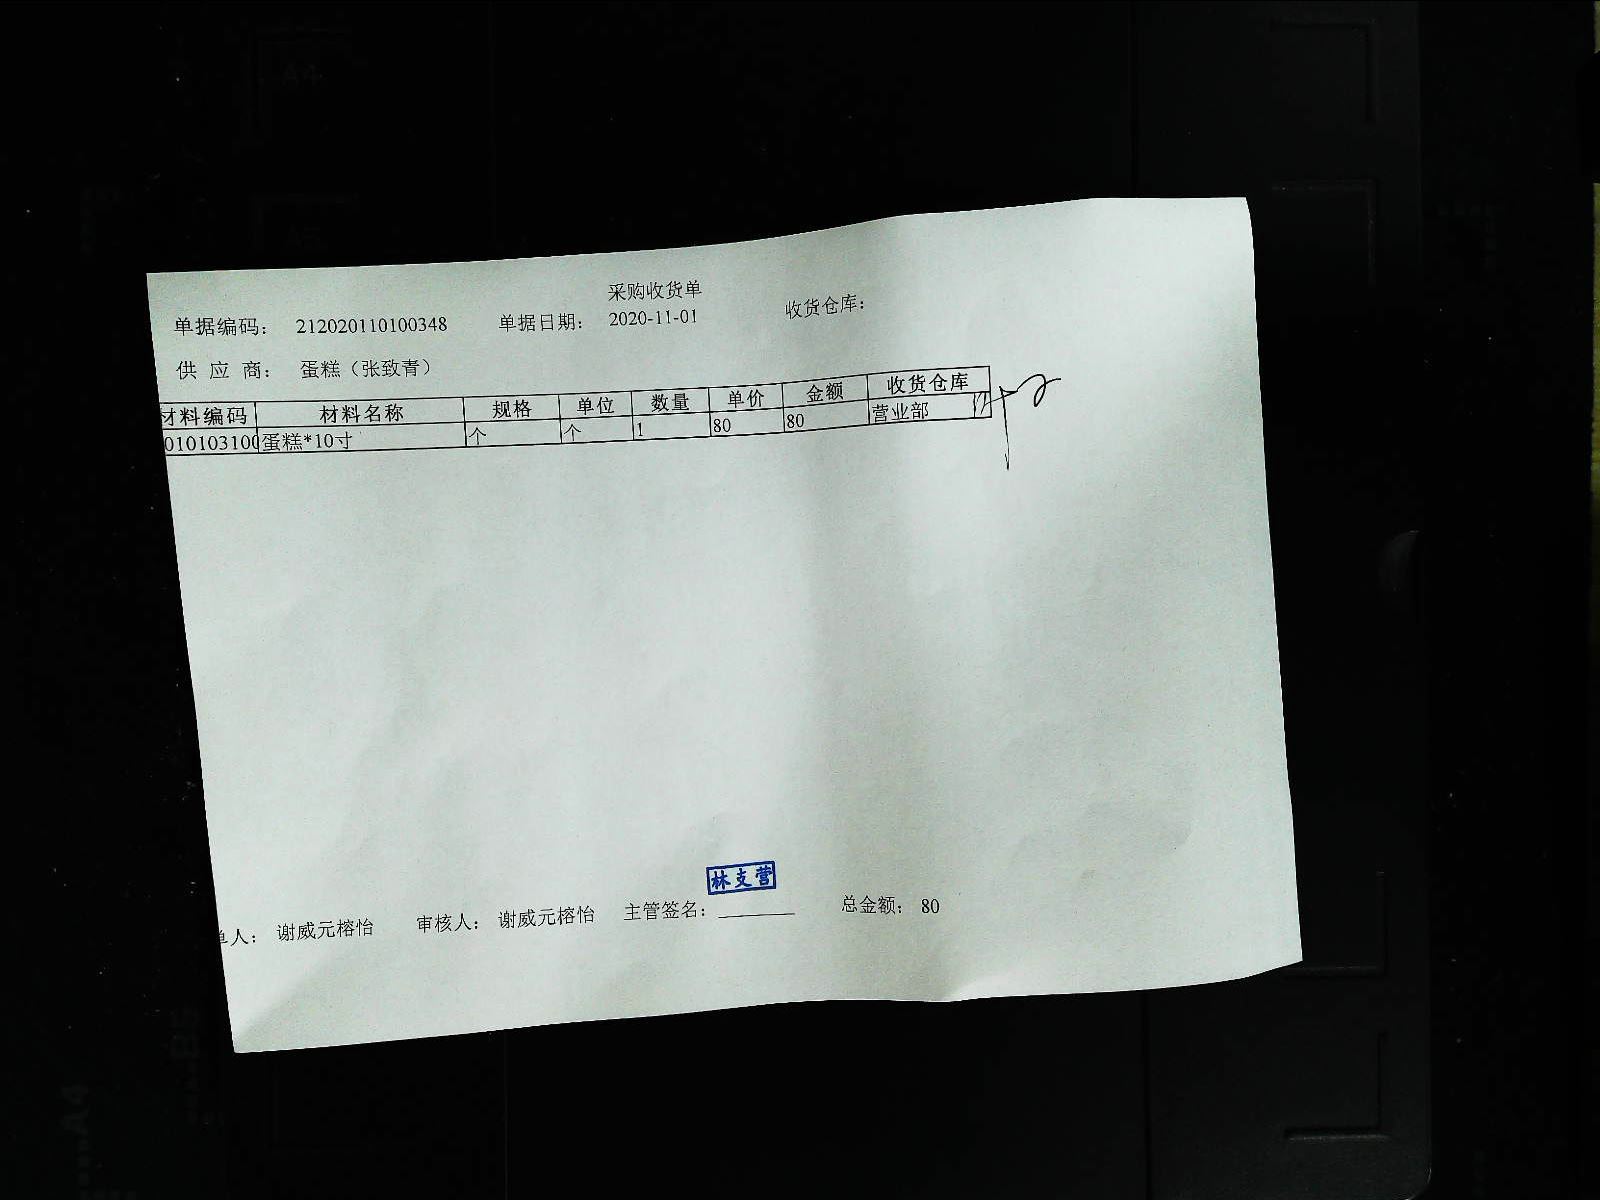 采购收货单
单据编码： 212020110100348 单据日期： 2020-11-01 收货仓库：
供 应 商： 蛋糕（张致青）
材料编码 材料名称 规格 单位 数量 单价 金额 收货仓库
010103100 蛋糕*10寸 个 个 1 80 80 营业部
林支营
单人： 谢威元榕怡 审核人： 谢威元榕怡 主管签名：________ 总金额： 80